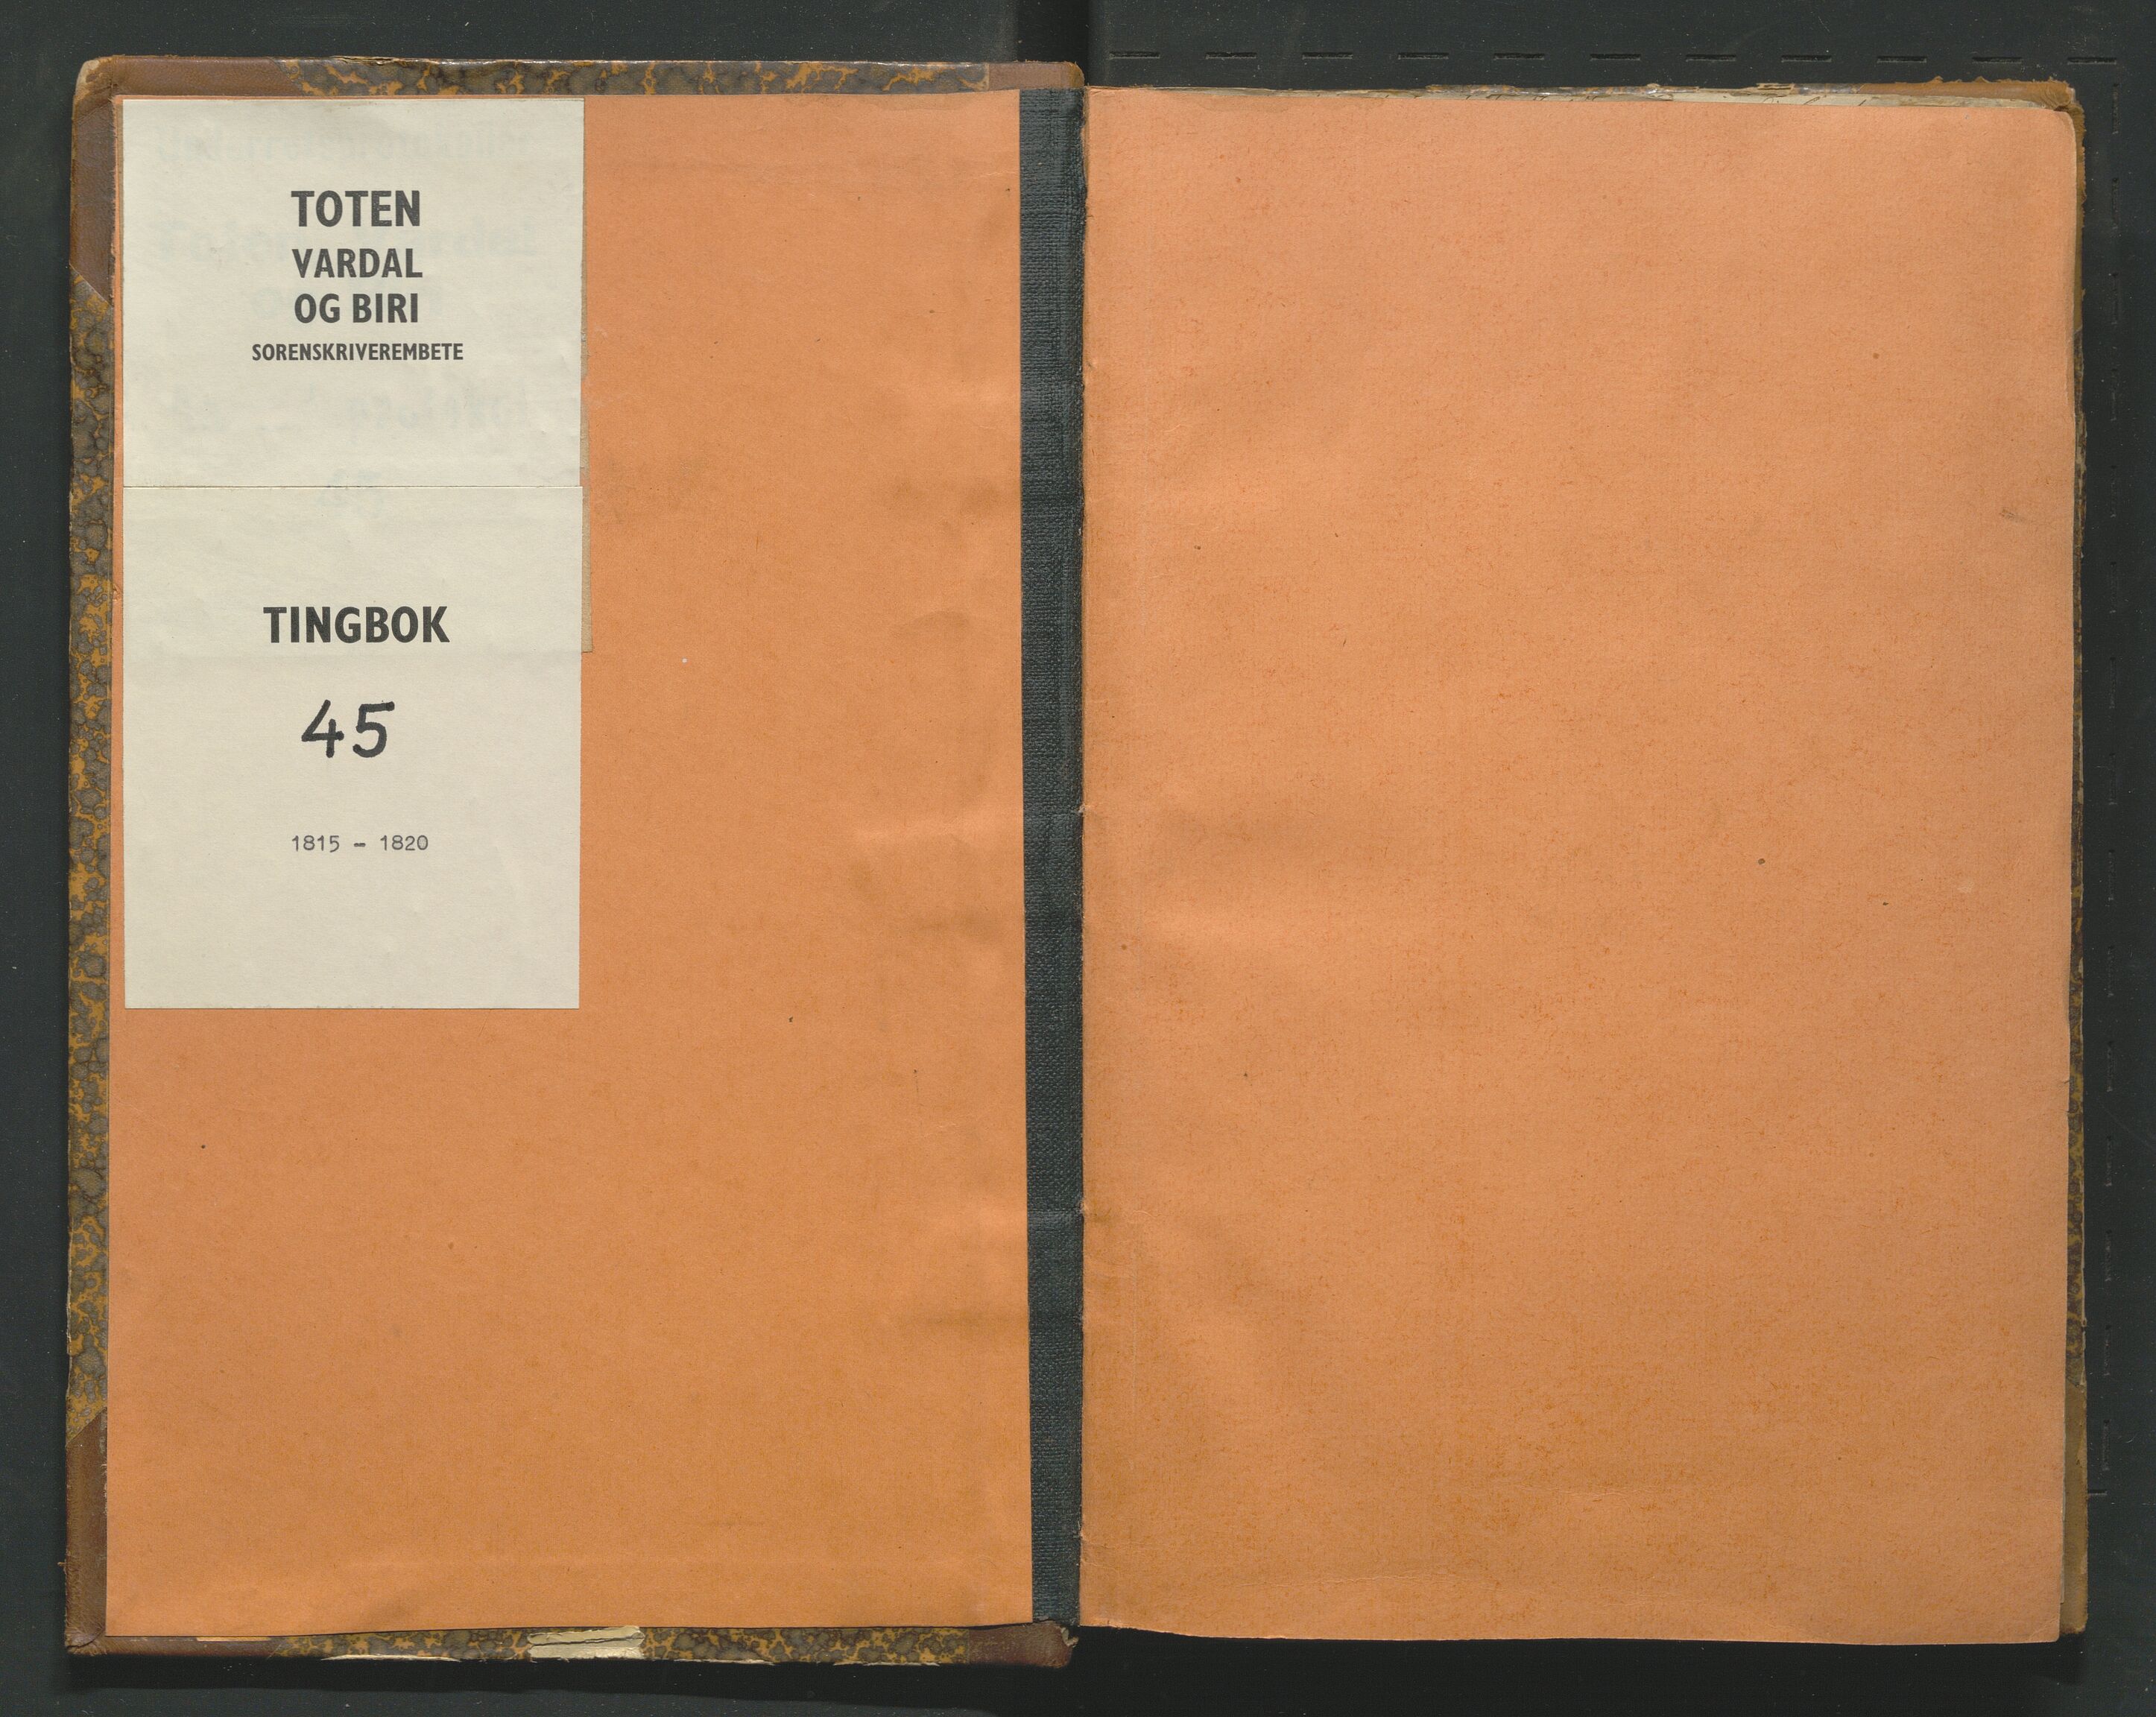 TOTEN
VARDAL
OG BIRI
SORENSKRIVEREMBETE
TINGBOK
45
1815 - 1820